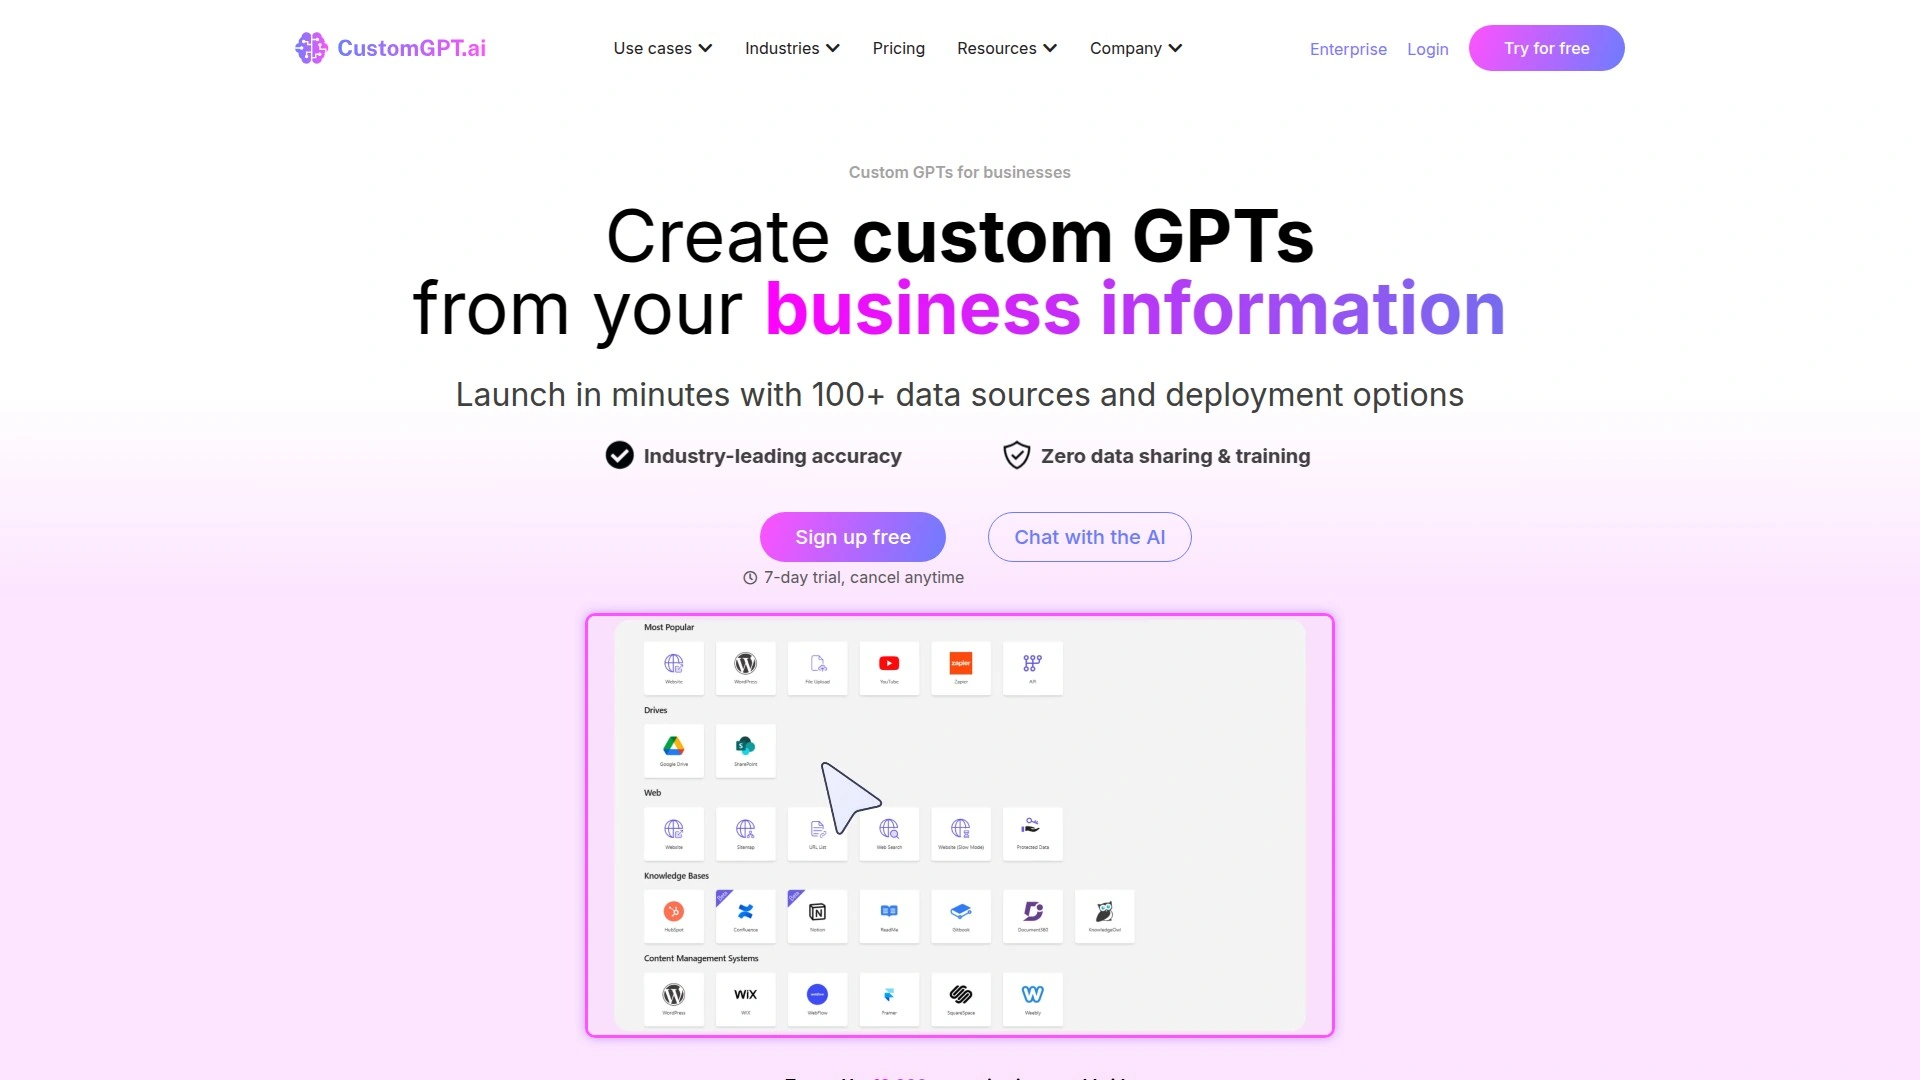 CustomGPT.ai
Use cases
Industries
Pricing
Resources
Company
Enterprise
Login
Try for free
Custom GPTs for businesses
Create custom GPTs
from your business information
Launch in minutes with 100+ data sources and deployment options
Industry-leading accuracy
Zero data sharing & training
Sign up free
Chat with the AI
7-day trial, cancel anytime
Most Popular
Website
WordPress
File Upload
YouTube
zapier
Zapier
API
Drives
Google Drive
SharePoint
Web
Website
Sitemap
URL List
Web Search
Website (Slow Mode)
Protected Data
Knowledge Bases
HubSpot
Confluence
Notion
ReadMe
Gitbook
Document360
KnowledgeOwl
Content Management Systems
WordPress
WiX
WiX
WebFlow
Framer
SquareSpace
Weebly